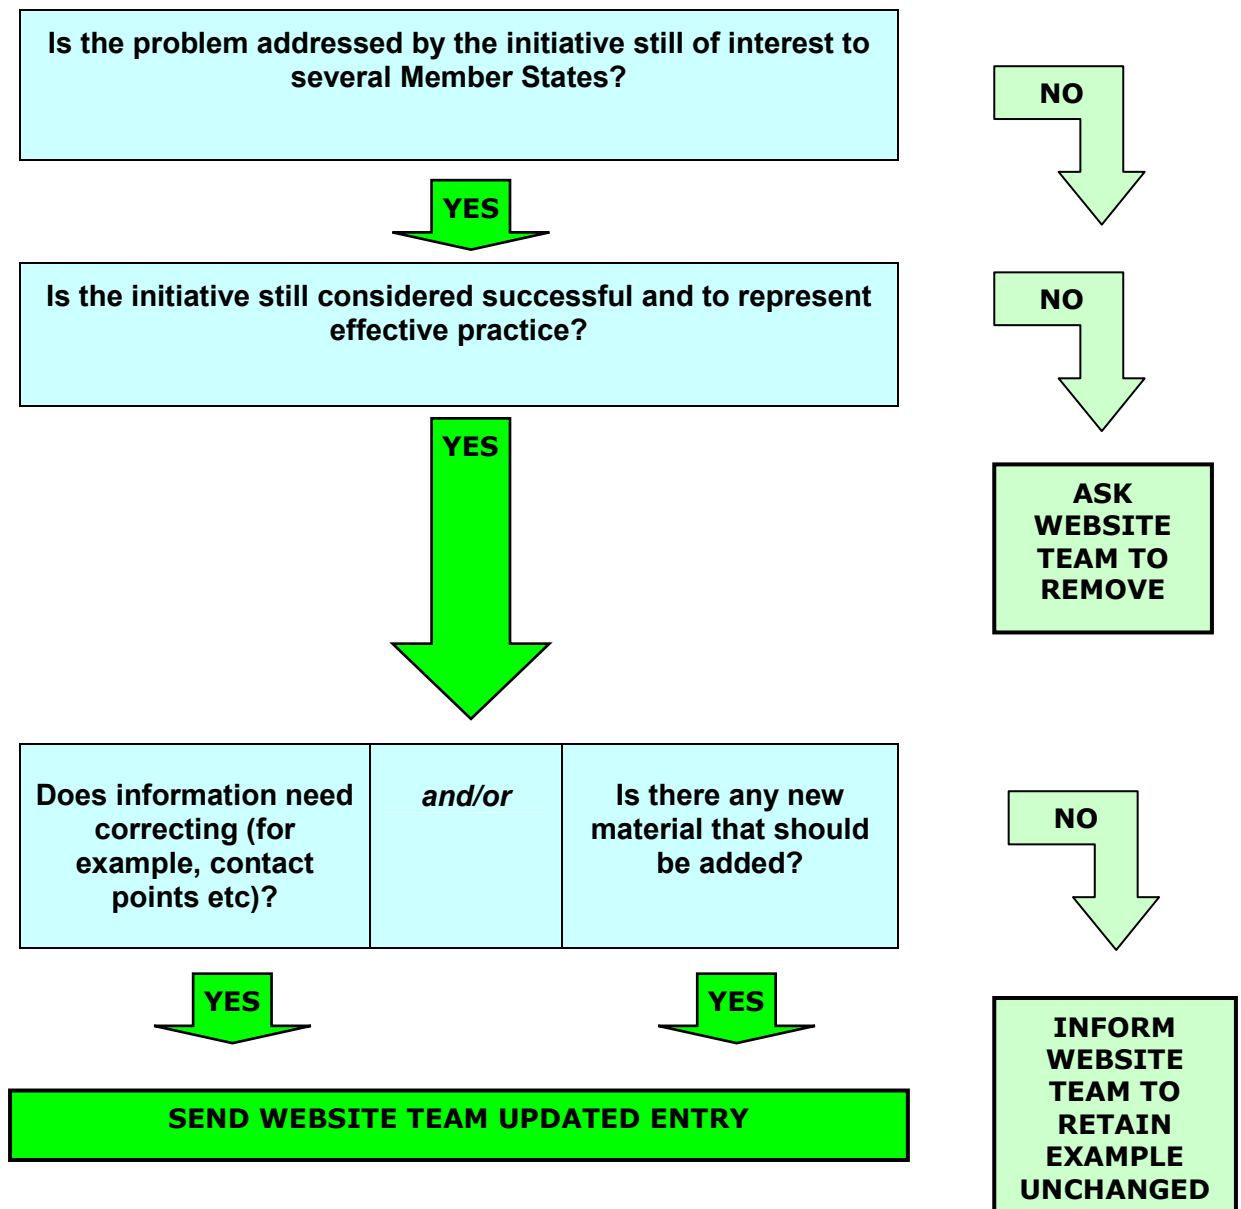 Is the problem addressed by the initiative still of interest to
several Member States?
NO
YES
Is the initiative still considered successful and to represent
effective practice?
NO
YES
ASK
WEBSITE
TEAM TO
REMOVE
Does information need
correcting (for
example, contact
points etc)?
and/or
Is there any new
material that should
be added?
NO
YES
YES
INFORM
WEBSITE
TEAM TO
RETAIN
EXAMPLE
UNCHANGED
SEND WEBSITE TEAM UPDATED ENTRY